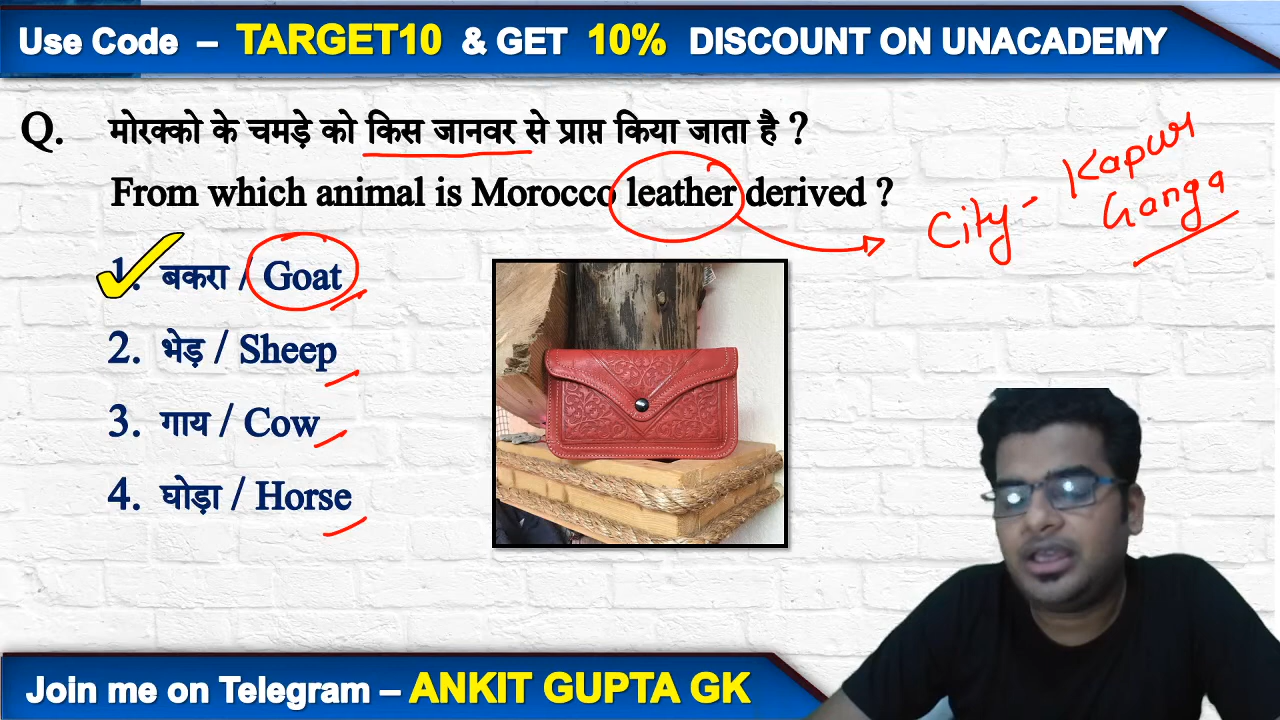 Use Code – TARGET10 & GET 10% DISCOUNT ON UNACADEMY
Q. मोरक्को के चमड़े को किस जानवर से प्राप्त किया जाता है ?
From which animal is Morocco leather derived ?
City - Kapur
Ganga
1. बकरा / Goat
2. भेड़ / Sheep
3. गाय / Cow
4. घोड़ा / Horse
Join me on Telegram – ANKIT GUPTA GK